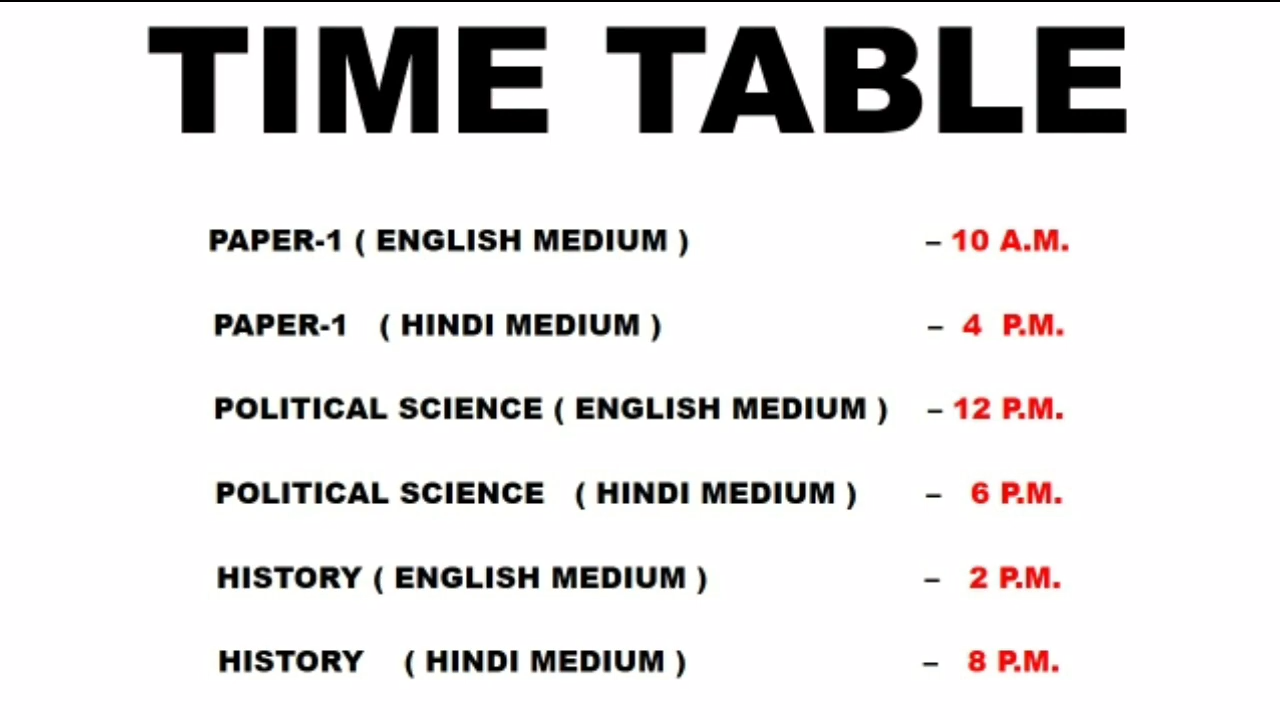 TIME TABLE
PAPER-1 ( ENGLISH MEDIUM ) – 10 A.M.
PAPER-1 ( HINDI MEDIUM ) – 4 P.M.
POLITICAL SCIENCE ( ENGLISH MEDIUM ) – 12 P.M.
POLITICAL SCIENCE ( HINDI MEDIUM ) – 6 P.M.
HISTORY ( ENGLISH MEDIUM ) – 2 P.M.
HISTORY ( HINDI MEDIUM ) – 8 P.M.